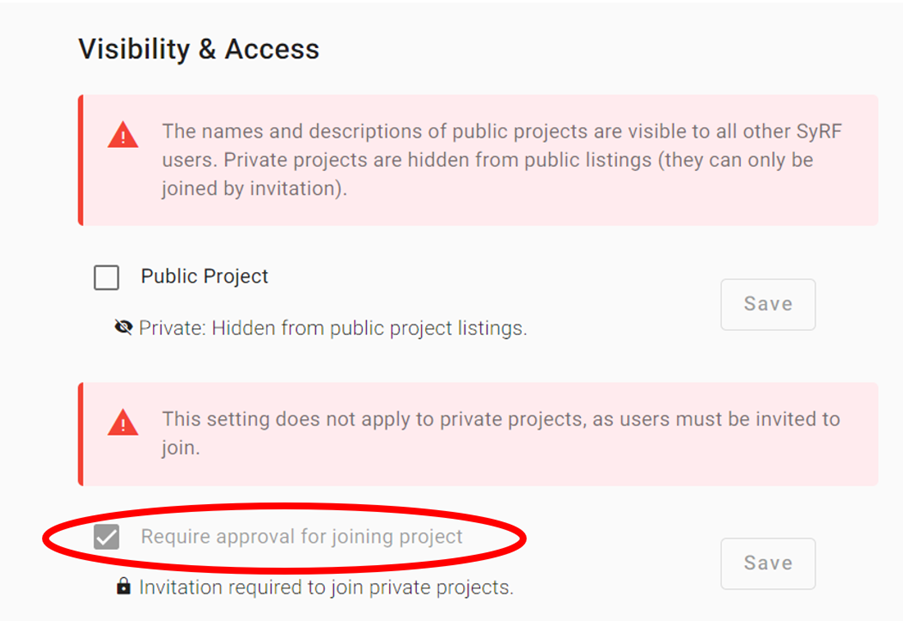 Visibility & Access
The names and descriptions of public projects are visible to all other SyRF
users. Private projects are hidden from public listings (they can only be
joined by invitation).
Public Project
Save
Private: Hidden from public project listings.
This setting does not apply to private projects, as users must be invited to
join.
Require approval for joining project
Save
Invitation required to join private projects.